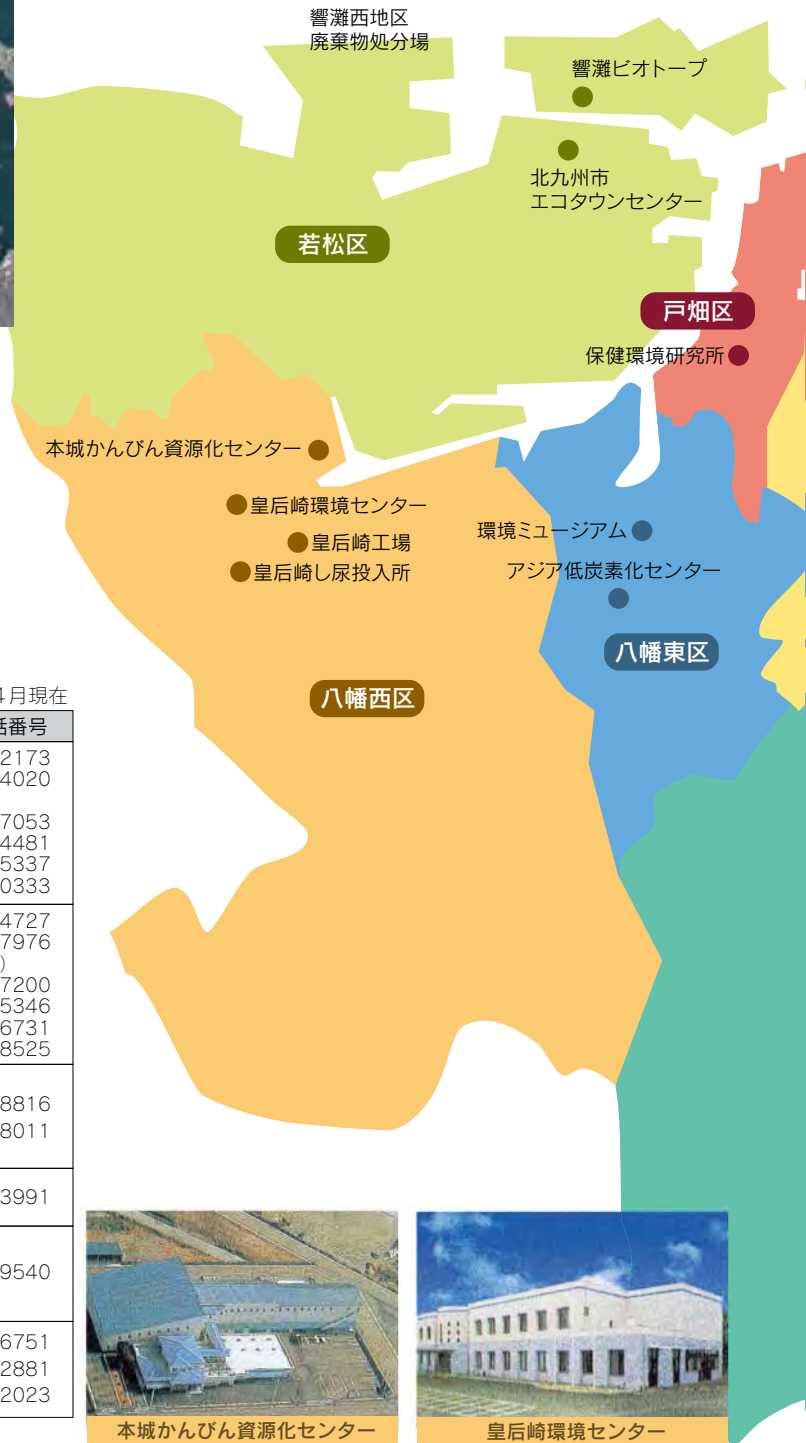 響灘西地区
廃棄物処分場
響灘ビオトープ
北九州市
エコタウンセンター
若松区
戸畑区
保健環境研究所
本城かんびん資源化センター
皇后崎環境センター
環境ミュージアム
皇后崎工場
皇后崎し尿投入所
アジア低炭素化センター
八幡東区
八幡西区
月現在
番号
2173
4020
7053
4481
5337
0333
4727
7976
)
7200
5346
6731
8525
8816
8011
3991
9540
6751
2881
2023
本城かんびん資源化センター
皇后崎環境センター